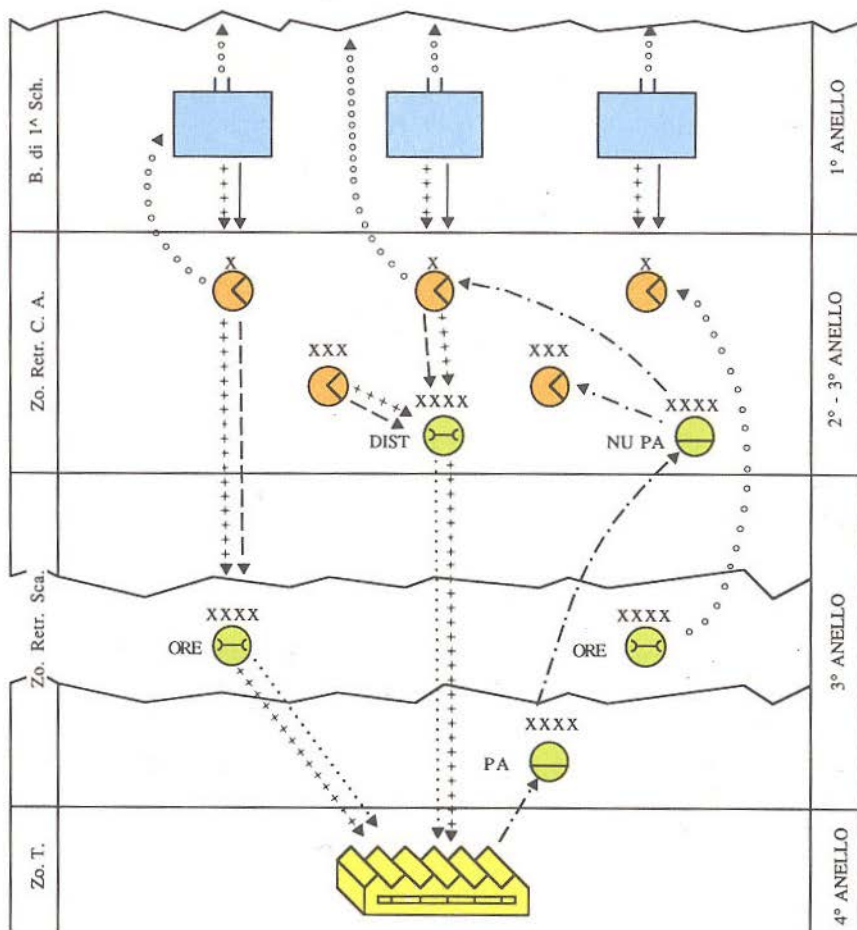 B. di 1^ Sch.
1° ANELLO
X
X
X
Zo. Retr. C. A.
2° - 3° ANELLO
XXX
XXX
XXXX
XXXX
DIST
NU PA
Zo. Retr. Sca.
3° ANELLO
XXXX
XXXX
ORE
ORE
XXXX
PA
Zo. T.
4° ANELLO